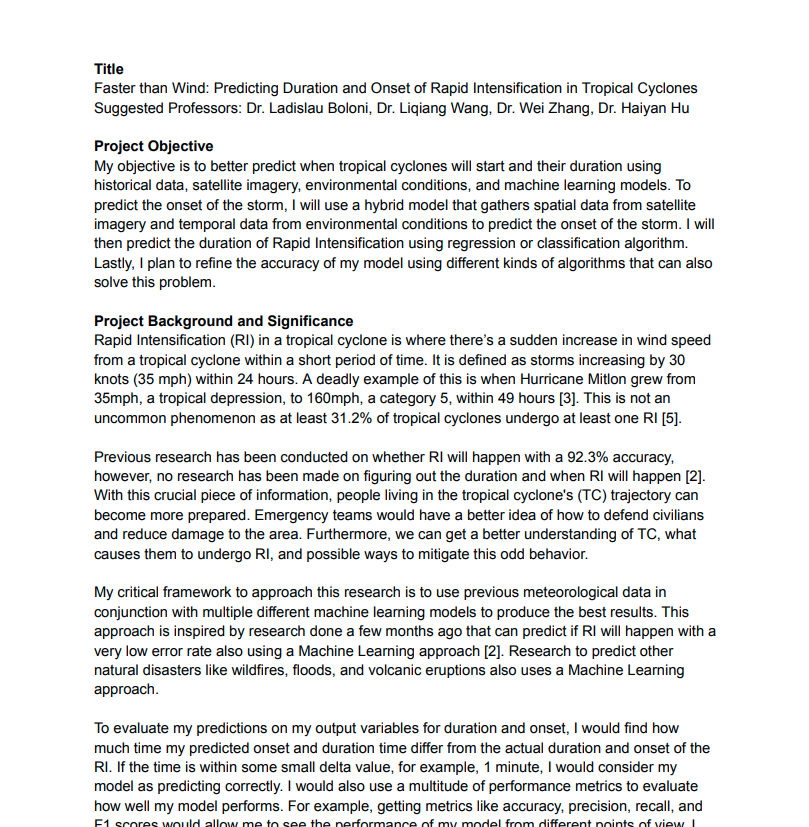 Title
Faster than Wind: Predicting Duration and Onset of Rapid Intensification in Tropical Cyclones
Suggested Professors: Dr. Ladislau Boloni, Dr. Liqiang Wang, Dr. Wei Zhang, Dr. Haiyan Hu
Project Objective
My objective is to better predict when tropical cyclones will start and their duration using
historical data, satellite imagery, environmental conditions, and machine learning models. To
predict the onset of the storm, I will use a hybrid model that gathers spatial data from satellite
imagery and temporal data from environmental conditions to predict the onset of the storm. I will
then predict the duration of Rapid Intensification using regression or classification algorithm.
Lastly, I plan to refine the accuracy of my model using different kinds of algorithms that can also
solve this problem.
Project Background and Significance
Rapid Intensification (RI) in a tropical cyclone is where there's a sudden increase in wind speed
from a tropical cyclone within a short period of time. It is defined as storms increasing by 30
knots (35 mph) within 24 hours. A deadly example of this is when Hurricane Mitlon grew from
35mph, a tropical depression, to 160mph, a category 5, within 49 hours [3]. This is not an
uncommon phenomenon as at least 31.2% of tropical cyclones undergo at least one RI [5].
Previous research has been conducted on whether RI will happen with a 92.3% accuracy,
however, no research has been made on figuring out the duration and when RI will happen [2].
With this crucial piece of information, people living in the tropical cyclone's (TC) trajectory can
become more prepared. Emergency teams would have a better idea of how to defend civilians
and reduce damage to the area. Furthermore, we can get a better understanding of TC, what
causes them to undergo RI, and possible ways to mitigate this odd behavior.
My critical framework to approach this research is to use previous meteorological data in
conjunction with multiple different machine learning models to produce the best results. This
approach is inspired by research done a few months ago that can predict if RI will happen with a
very low error rate also using a Machine Learning approach [2]. Research to predict other
natural disasters like wildfires, floods, and volcanic eruptions also uses a Machine Learning
approach.
To evaluate my predictions on my output variables for duration and onset, I would find how
much time my predicted onset and duration time differ from the actual duration and onset of the
RI. If the time is within some small delta value, for example, 1 minute, I would consider my
model as predicting correctly. I would also use a multitude of performance metrics to evaluate
how well my model performs. For example, getting metrics like accuracy, precision, recall, and
F1 scores would allow me to see the performance of my model from different points of view. I